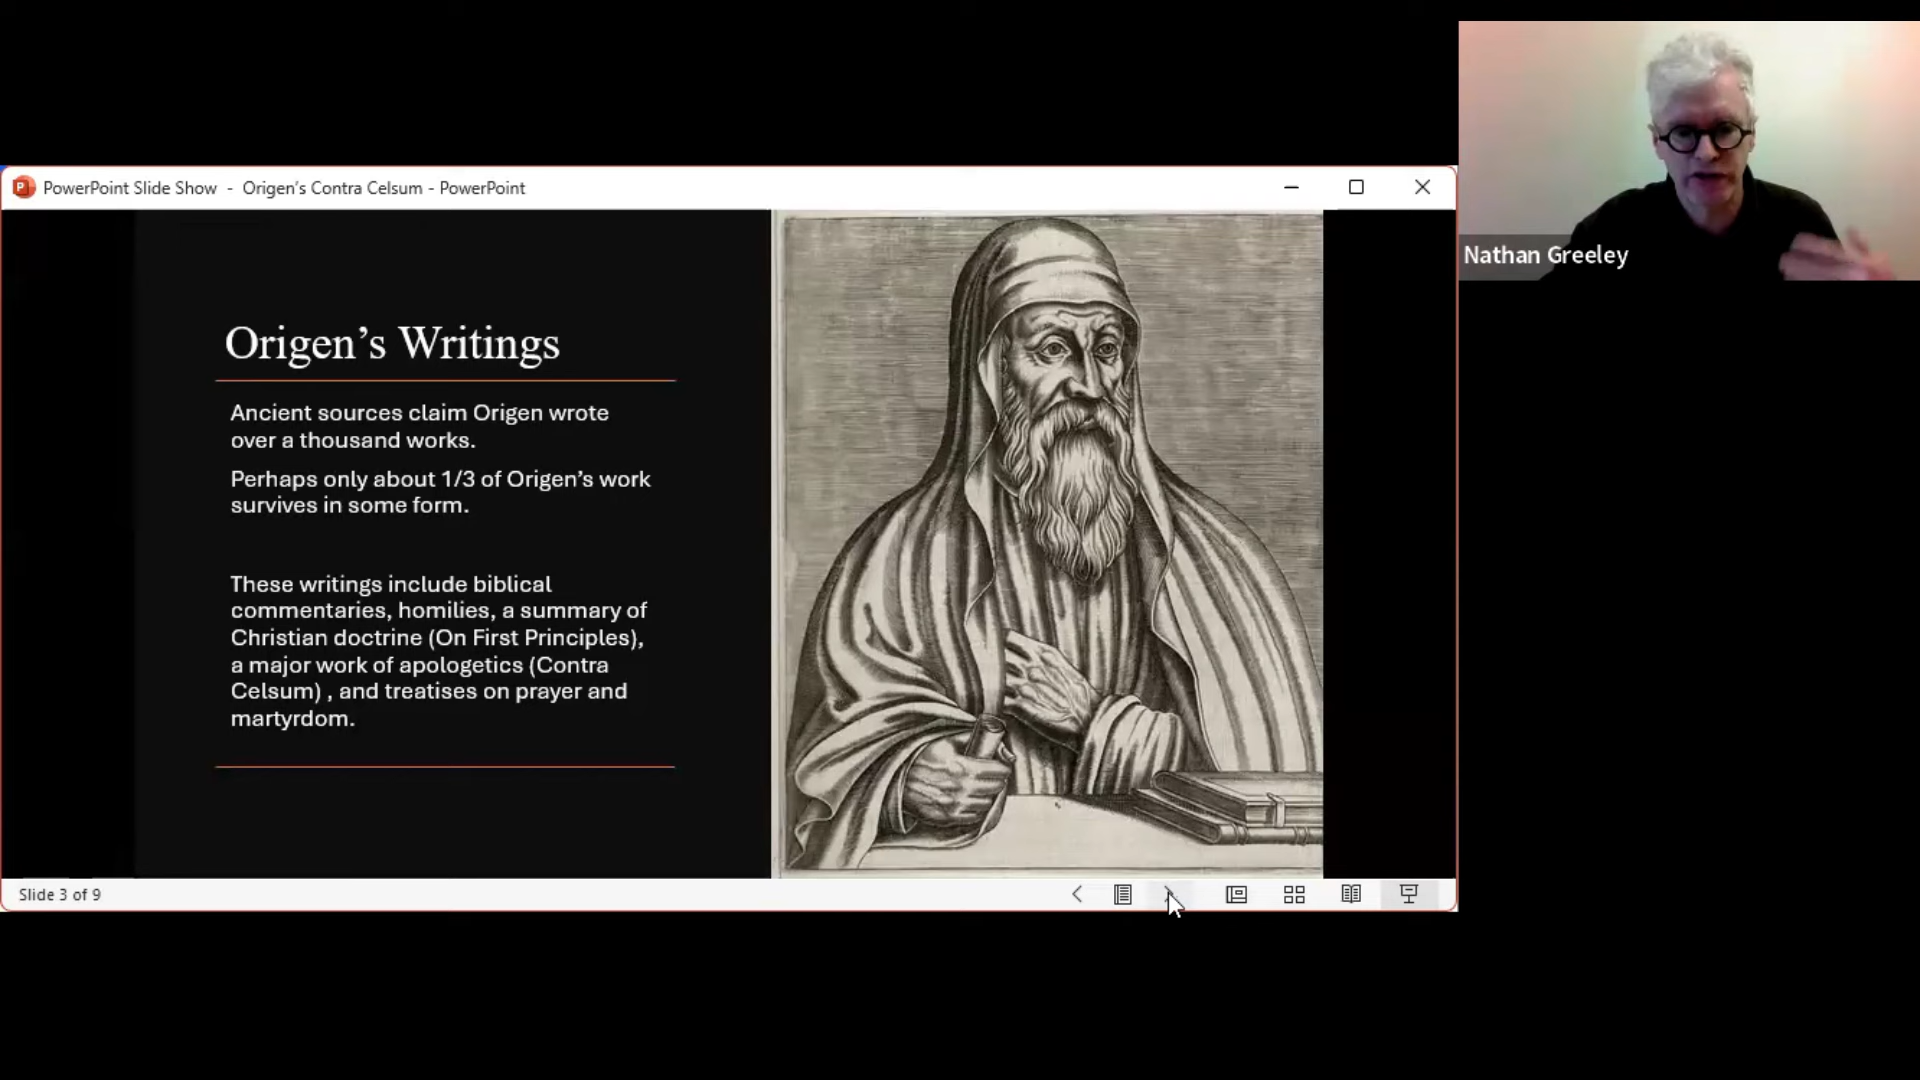 PowerPoint Slide Show - Origen's Contra Celsum - PowerPoint
Nathan Greeley
Origen's Writings
Ancient sources claim Origen wrote
over a thousand works.
Perhaps only about 1/3 of Origen's work
survives in some form.
These writings include biblical
commentaries, homilies, a summary of
Christian doctrine (On First Principles),
a major work of apologetics (Contra
Celsum) , and treatises on prayer and
martyrdom.
Slide 3 of 9